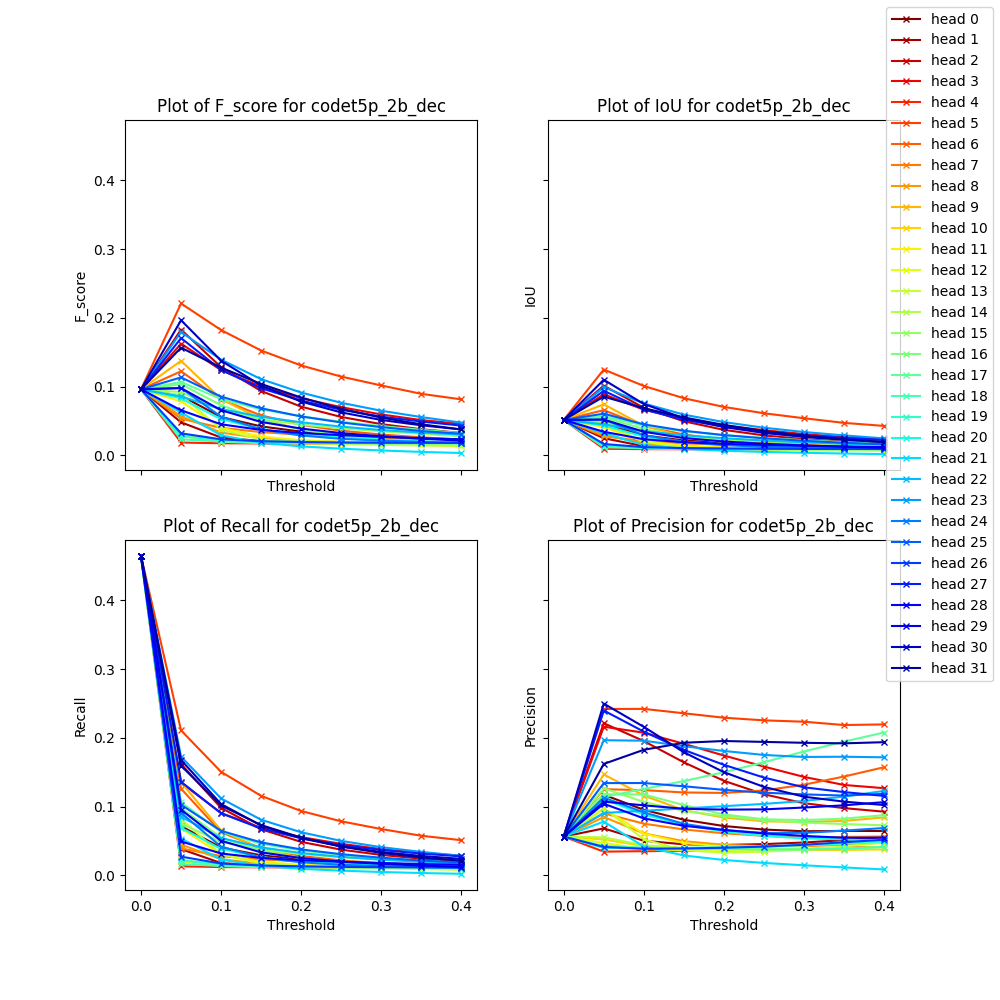 Plot of F_score for codet5p_2b_dec
F_score
0.4
0.3
0.2
0.1
0.0
Threshold
Plot of IoU for codet5p_2b_dec
IoU
Threshold
Plot of Recall for codet5p_2b_dec
Recall
0.4
0.3
0.2
0.1
0.0
0.0 0.1 0.2 0.3 0.4
Threshold
Plot of Precision for codet5p_2b_dec
Precision
0.0 0.1 0.2 0.3 0.4
Threshold
head 0
head 1
head 2
head 3
head 4
head 5
head 6
head 7
head 8
head 9
head 10
head 11
head 12
head 13
head 14
head 15
head 16
head 17
head 18
head 19
head 20
head 21
head 22
head 23
head 24
head 25
head 26
head 27
head 28
head 29
head 30
head 31